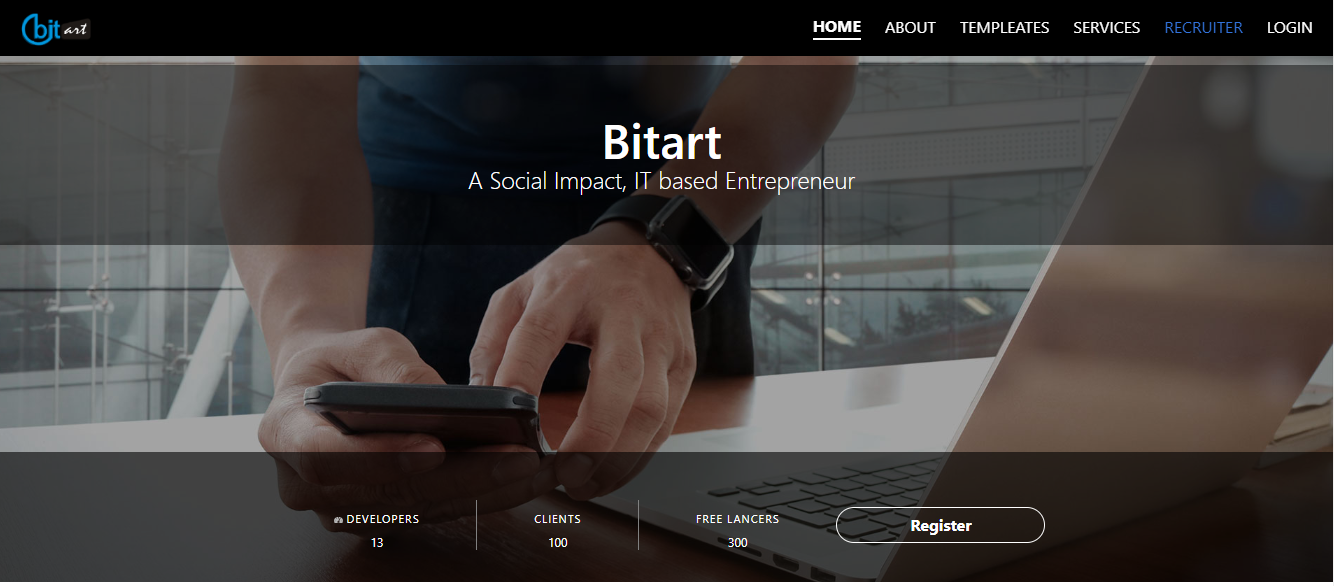 bit art
HOME ABOUT TEMPLEATES SERVICES RECRUITER LOGIN
Bitart
A Social Impact, IT based Entrepreneur
DEVELOPERS CLIENTS FREE LANCERS Register
13 100 300